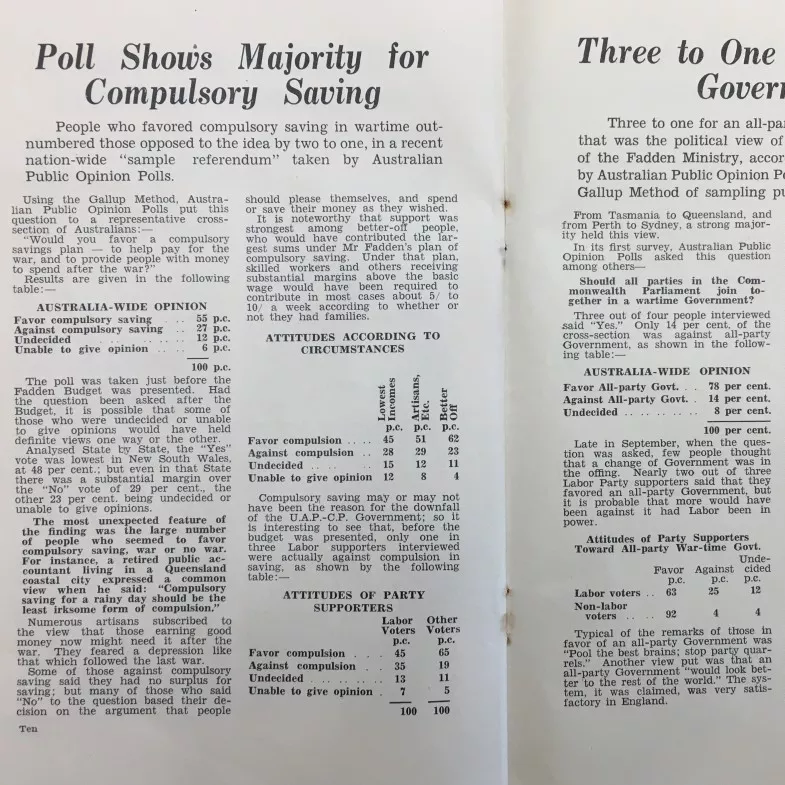 Poll Shows Majority for
Compulsory Saving
People who favored compulsory saving in wartime out-
numbered those opposed to the idea by two to one, in a recent
nation-wide "sample referendum" taken by Australian
Public Opinion Polls.
Using the Gallup Method, Austra-
lian Public Opinion Polls put this
question to a representative cross-
section of Australians:—
"Would you favor a compulsory
savings plan — to help pay for the
war, and to provide people with money
to spend after the war?"
Results are given in the following
table:—
AUSTRALIA-WIDE OPINION
Favor compulsory saving .. 55 p.c.
Against compulsory saving .. 27 p.c.
Undecided .. .. .. .. 12 p.c.
Unable to give opinion .. .. 6 p.c.
100 p.c.
The poll was taken just before the
Fadden Budget was presented. Had
the question been asked after the
Budget, it is possible that some of
those who were undecided or unable
to give opinions would have held
definite views one way or the other.
Analysed State by State, the "Yes"
vote was lowest in New South Wales,
at 48 per cent.; but even in that State
there was a substantial margin over
the "No" vote of 29 per cent., the
other 23 per cent. being undecided or
unable to give opinions.
The most unexpected feature of
the finding was the large number
of people who seemed to favor
compulsory saving, war or no war.
For instance, a retired public ac-
countant living in a Queensland
coastal city expressed a common
view when he said: "Compulsory
saving for a rainy day should be the
least irksome form of compulsion."
Numerous artisans subscribed to
the view that those earning good
money now might need it after the
war. They feared a depression like
that which followed the last war.
Some of those against compulsory
saving said they had no surplus for
saving; but many of those who said
"No" to the question based their de-
cision on the argument that people
Ten
should please themselves, and spend
or save their money as they wished.
It is noteworthy that support was
strongest among better-off people,
who would have contributed the lar-
gest sums under Mr Fadden's plan of
compulsory saving. Under that plan,
skilled workers and others receiving
substantial margins above the basic
wage would have been required to
contribute in most cases about 5/ to
10/ a week according to whether or
not they had families.
ATTITUDES ACCORDING TO
CIRCUMSTANCES
Lowest Incomes Artisans, Etc. Better Off
p.c. p.c. p.c.
Favor compulsion .. .. 45 51 62
Against compulsion .. 28 29 23
Undecided .. .. .. 15 12 11
Unable to give opinion 12 8 4
Compulsory saving may or may not
have been the reason for the downfall
of the U.A.P.-C.P. Government; so it
is interesting to see that, before the
budget was presented, only one in
three Labor supporters interviewed
were actually against compulsion in
saving, as shown by the following
table:—
ATTITUDES OF PARTY
SUPPORTERS
Labor Other
Voters Voters
p.c. p.c.
Favor compulsion . . . 45 65
Against compulsion . . . 35 19
Undecided . . . . . . 13 11
Unable to give opinion . 7 5
100 100
Three to One
Govern
Three to one for an all-pa
that was the political view of
of the Fadden Ministry, accor
by Australian Public Opinion P
Gallup Method of sampling pu
From Tasmania to Queensland, and
from Perth to Sydney, a strong major-
ity held this view.
In its first survey, Australian Public
Opinion Polls asked this question
among others—
Should all parties in the Com-
monwealth Parliament join to-
gether in a wartime Government?
Three out of four people interviewed
said "Yes." Only 14 per cent. of the
cross-section was against all-party
Government, as shown in the follow-
ing table:—
AUSTRALIA-WIDE OPINION
Favor All-party Govt. . . 78 per cent.
Against All-party Govt. . 14 per cent.
Undecided .. .. .. .. 8 per cent.
100 per cent.
Late in September, when the ques-
tion was asked, few people thought
that a change of Government was in
the offing. Nearly two out of three
Labor Party supporters said that they
favored an all-party Government, but
it is probable that more would have
been against it had Labor been in
power.
Attitudes of Party Supporters
Toward All-party War-time Govt.
Unde-
Favor Against cided
p.c. p.c. p.c.
Labor voters .. 63 25 12
Non-labor
voters .. .. 92 4 4
Typical of the remarks of those in
favor of an all-party Government was
"Pool the best brains; stop party quar-
rels." Another view put was that an
all-party Government "would look bet-
ter to the rest of the world." The sys-
tem, it was claimed, was very satis-
factory in England.